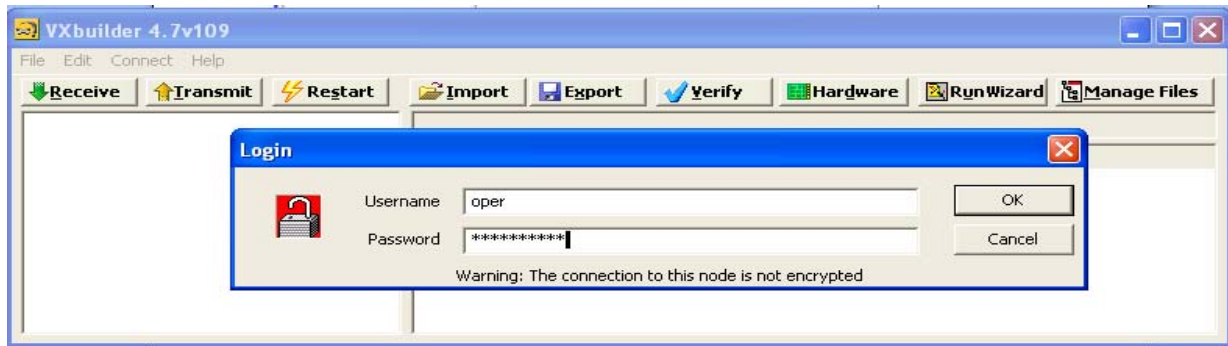 VXbuilder 4.7v109
File Edit Connect Help
Receive Transmit Restart Import Export Verify Hardware RunWizard Manage Files
Login
Username oper OK
Password ********** Cancel
Warning: The connection to this node is not encrypted